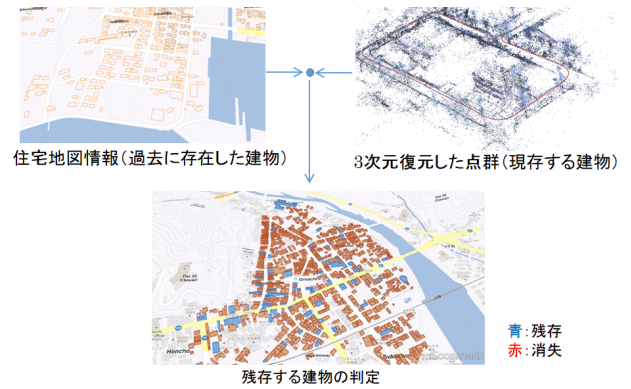 住宅地図情報(過去に存在した建物)
3次元復元した点群(現存する建物)
Omachi
Honcho
青:残存
赤:消失
残存する建物の判定